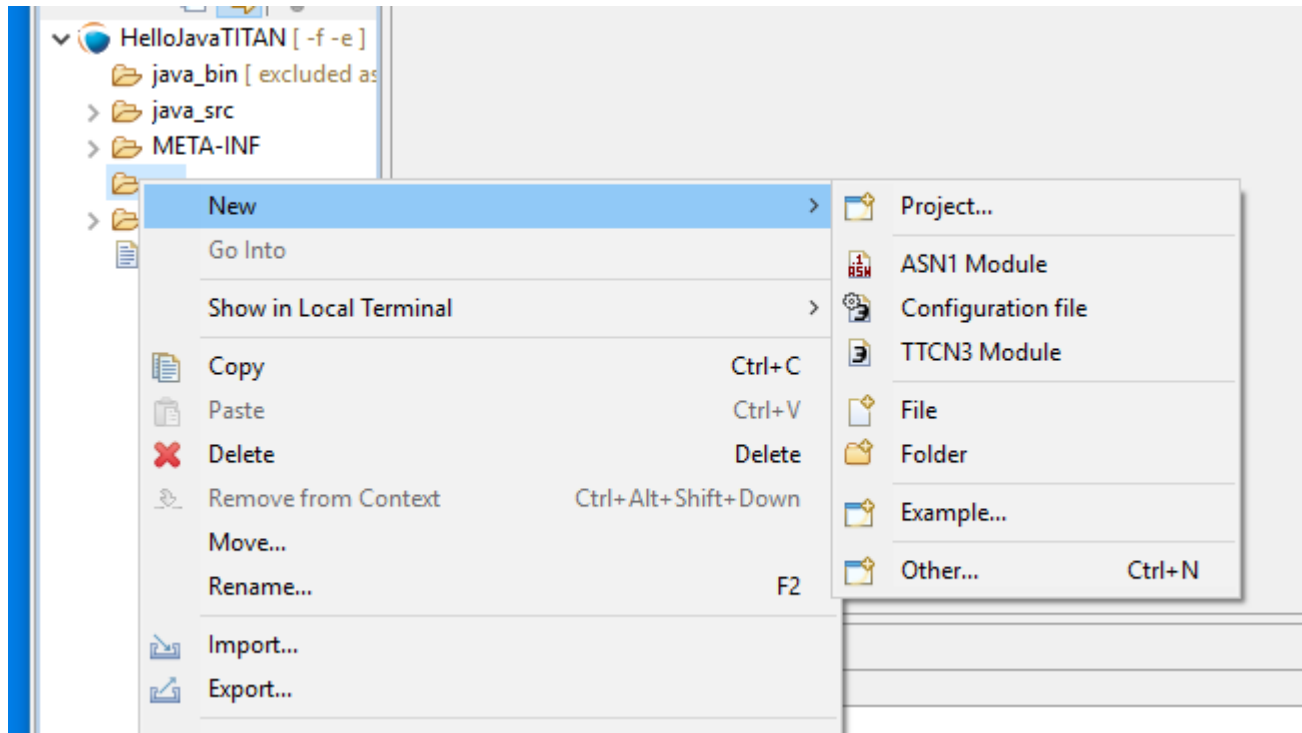 HelloJavaTITAN [ -f -e ]
java_bin [ excluded as
java_src
META-INF
New
Go Into
Show in Local Terminal
Copy Ctrl+C
Paste Ctrl+V
Delete Delete
Remove from Context Ctrl+Alt+Shift+Down
Move...
Rename... F2
Import...
Export...
Project...
ASN1 Module
Configuration file
TTCN3 Module
File
Folder
Example...
Other... Ctrl+N